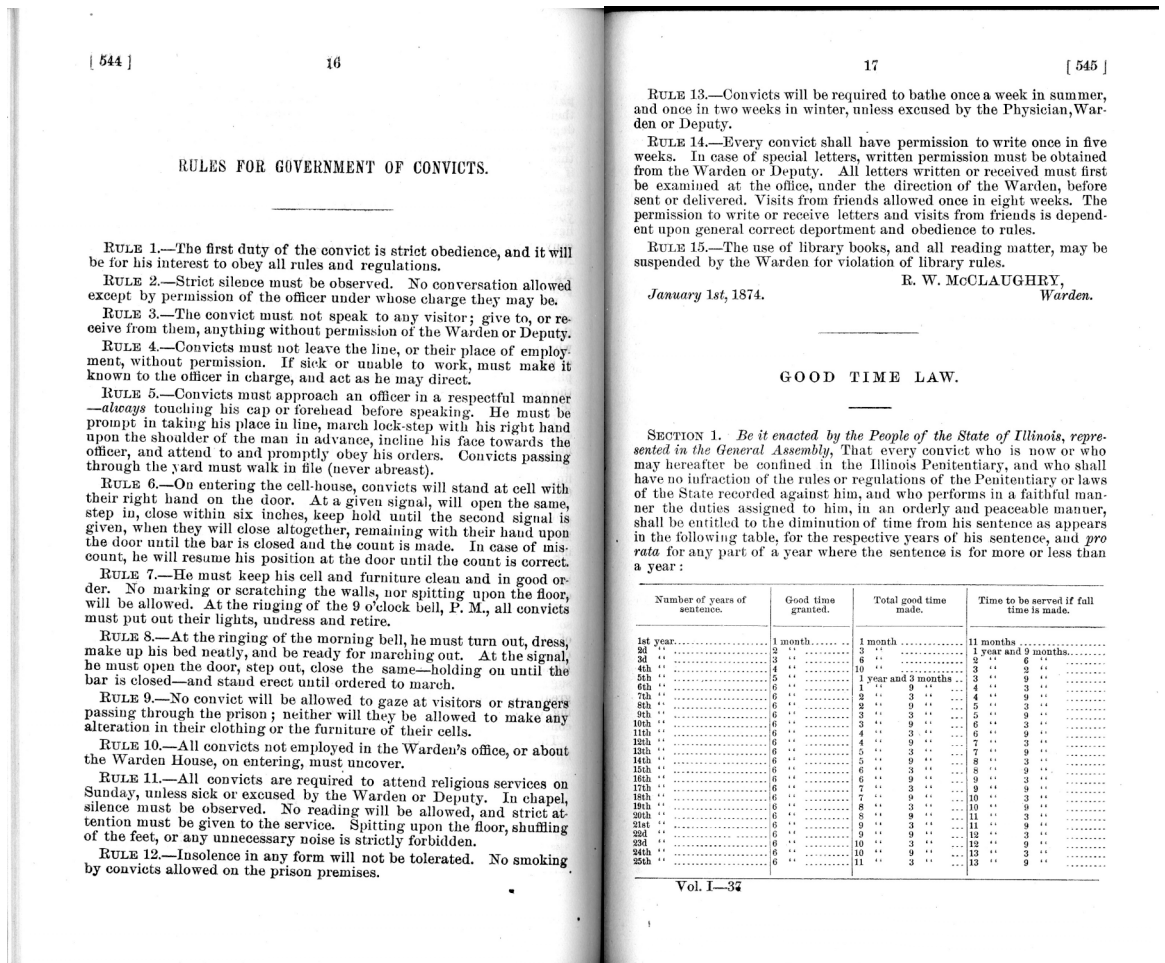 [ 544 ]
16
RULES FOR GOVERNMENT OF CONVICTS.
RULE 1.—The first duty of the convict is strict obedience, and it will
be for his interest to obey all rules and regulations.
RULE 2.—Strict silence must be observed. No conversation allowed
except by permission of the officer under whose charge they may be.
RULE 3.—The convict must not speak to any visitor; give to, or re-
ceive from them, anything without permission of the Warden or Deputy.
RULE 4.—Convicts must not leave the line, or their place of employ-
ment, without permission. If sick or unable to work, must make it
known to the officer in charge, and act as he may direct.
RULE 5.—Convicts must approach an officer in a respectful manner
—always touching his cap or forehead before speaking. He must be
prompt in taking his place in line, march lock-step with his right hand
upon the shoulder of the man in advance, incline his face towards the
officer, and attend to and promptly obey his orders. Convicts passing
through the yard must walk in file (never abreast).
RULE 6.—On entering the cell-house, convicts will stand at cell with
their right hand on the door. At a given signal, will open the same,
step in, close within six inches, keep hold until the second signal is
given, when they will close altogether, remaining with their hand upon
the door until the bar is closed and the count is made. In case of mis-
count, he will resume his position at the door until the count is correct.
RULE 7.—He must keep his cell and furniture clean and in good or-
der. No marking or scratching the walls, nor spitting upon the floor,
will be allowed. At the ringing of the 9 o'clock bell, P. M., all convicts
must put out their lights, undress and retire.
RULE 8.—At the ringing of the morning bell, he must turn out, dress,
make up his bed neatly, and be ready for marching out. At the signal,
he must open the door, step out, close the same—holding on until the
bar is closed—and stand erect until ordered to march.
RULE 9.—No convict will be allowed to gaze at visitors or strangers
passing through the prison; neither will they be allowed to make any
alteration in their clothing or the furniture of their cells.
RULE 10.—All convicts not employed in the Warden's office, or about
the Warden House, on entering, must uncover.
RULE 11.—All convicts are required to attend religious services on
Sunday, unless sick or excused by the Warden or Deputy. In chapel,
silence must be observed. No reading will be allowed, and strict at-
tention must be given to the service. Spitting upon the floor, shuffling
of the feet, or any unnecessary noise is strictly forbidden.
RULE 12.—Insolence in any form will not be tolerated. No smoking
by convicts allowed on the prison premises.
17
[ 545 ]
RULE 13.—Convicts will be required to bathe once a week in summer,
and once in two weeks in winter, unless excused by the Physician, War-
den or Deputy.
RULE 14.—Every convict shall have permission to write once in five
weeks. In case of special letters, written permission must be obtained
from the Warden or Deputy. All letters written or received must first
be examined at the office, under the direction of the Warden, before
sent or delivered. Visits from friends allowed once in eight weeks. The
permission to write or receive letters and visits from friends is depend-
ent upon general correct deportment and obedience to rules.
RULE 15.—The use of library books, and all reading matter, may be
suspended by the Warden for violation of library rules.
R. W. McCLAUGHRY,
January 1st, 1874. Warden.
GOOD TIME LAW.
SECTION 1. Be it enacted by the People of the State of Illinois, repre-
sented in the General Assembly, That every convict who is now or who
may hereafter be confined in the Illinois Penitentiary, and who shall
have no infraction of the rules or regulations of the Penitentiary or laws
of the State recorded against him, and who performs in a faithful man-
ner the duties assigned to him, in an orderly and peaceable manner,
shall be entitled to the diminution of time from his sentence as appears
in the following table, for the respective years of his sentence, and pro
rata for any part of a year where the sentence is for more or less than
a year:
Number of years of sentence. Good time granted. Total good time made. Time to be served if full time is made.
1st year 1 month 1 month 11 months
2d " 2 " 3 " 1 year and 9 months
3d " 3 " 6 " 2 " 6 "
4th " 4 " 10 " 3 " 2 "
5th " 5 " 1 year and 3 months 3 " 9 "
6th " 6 " 1 " 9 " 4 " 3 "
7th " 6 " 2 " 3 " 4 " 9 "
8th " 6 " 2 " 9 " 5 " 3 "
9th " 6 " 3 " 3 " 5 " 9 "
10th " 6 " 3 " 9 " 6 " 3 "
11th " 6 " 4 " 3 " 6 " 9 "
12th " 6 " 4 " 9 " 7 " 3 "
13th " 6 " 5 " 3 " 7 " 9 "
14th " 6 " 5 " 9 " 8 " 3 "
15th " 6 " 6 " 3 " 8 " 9 "
16th " 6 " 6 " 9 " 9 " 3 "
17th " 6 " 7 " 3 " 9 " 9 "
18th " 6 " 7 " 9 " 10 " 3 "
19th " 6 " 8 " 3 " 10 " 9 "
20th " 6 " 8 " 9 " 11 " 3 "
21st " 6 " 9 " 3 " 11 " 9 "
22d " 6 " 9 " 9 " 12 " 3 "
23d " 6 " 10 " 3 " 12 " 9 "
24th " 6 " 10 " 9 " 13 " 3 "
25th " 6 " 11 " 3 " 13 " 9 "
Vol. I—37